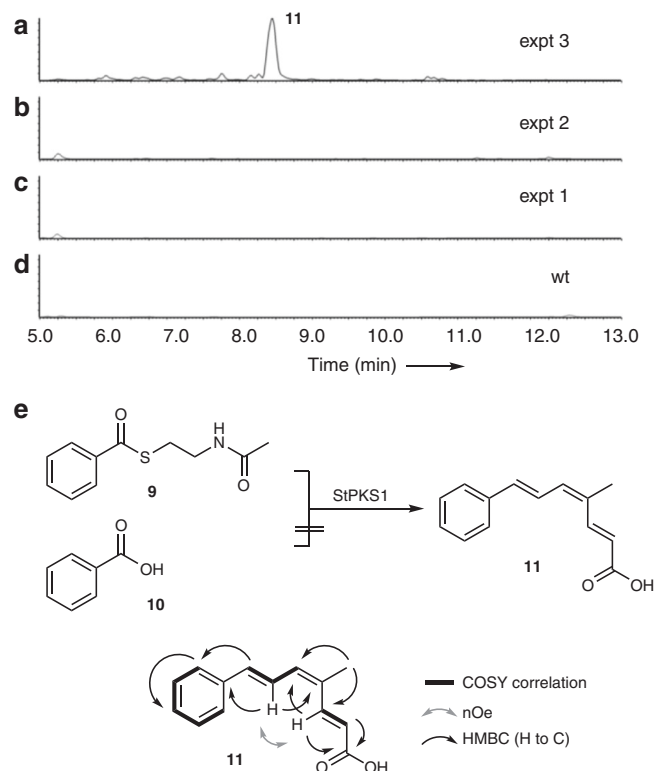 a
11
expt 3
b
expt 2
c
expt 1
d
wt
5.0 6.0 7.0 8.0 9.0 10.0 11.0 12.0 13.0
Time (min)
e
O
S
H
N
O
9
O
OH
10
StPKS1
O
OH
11
H
H
O
OH
11
COSY correlation
nOe
HMBC (H to C)